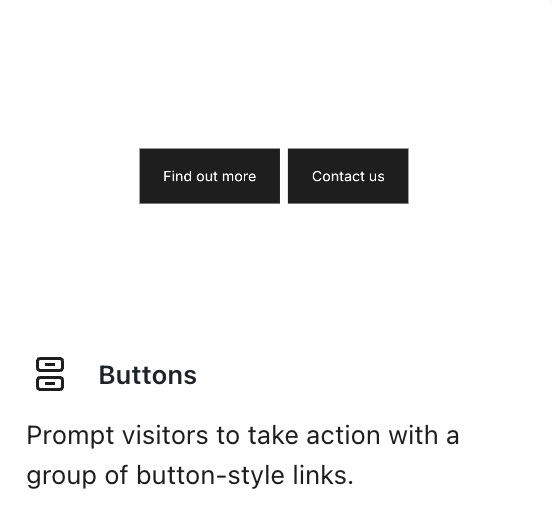 Find out more
Contact us
Buttons
Prompt visitors to take action with a
group of button-style links.